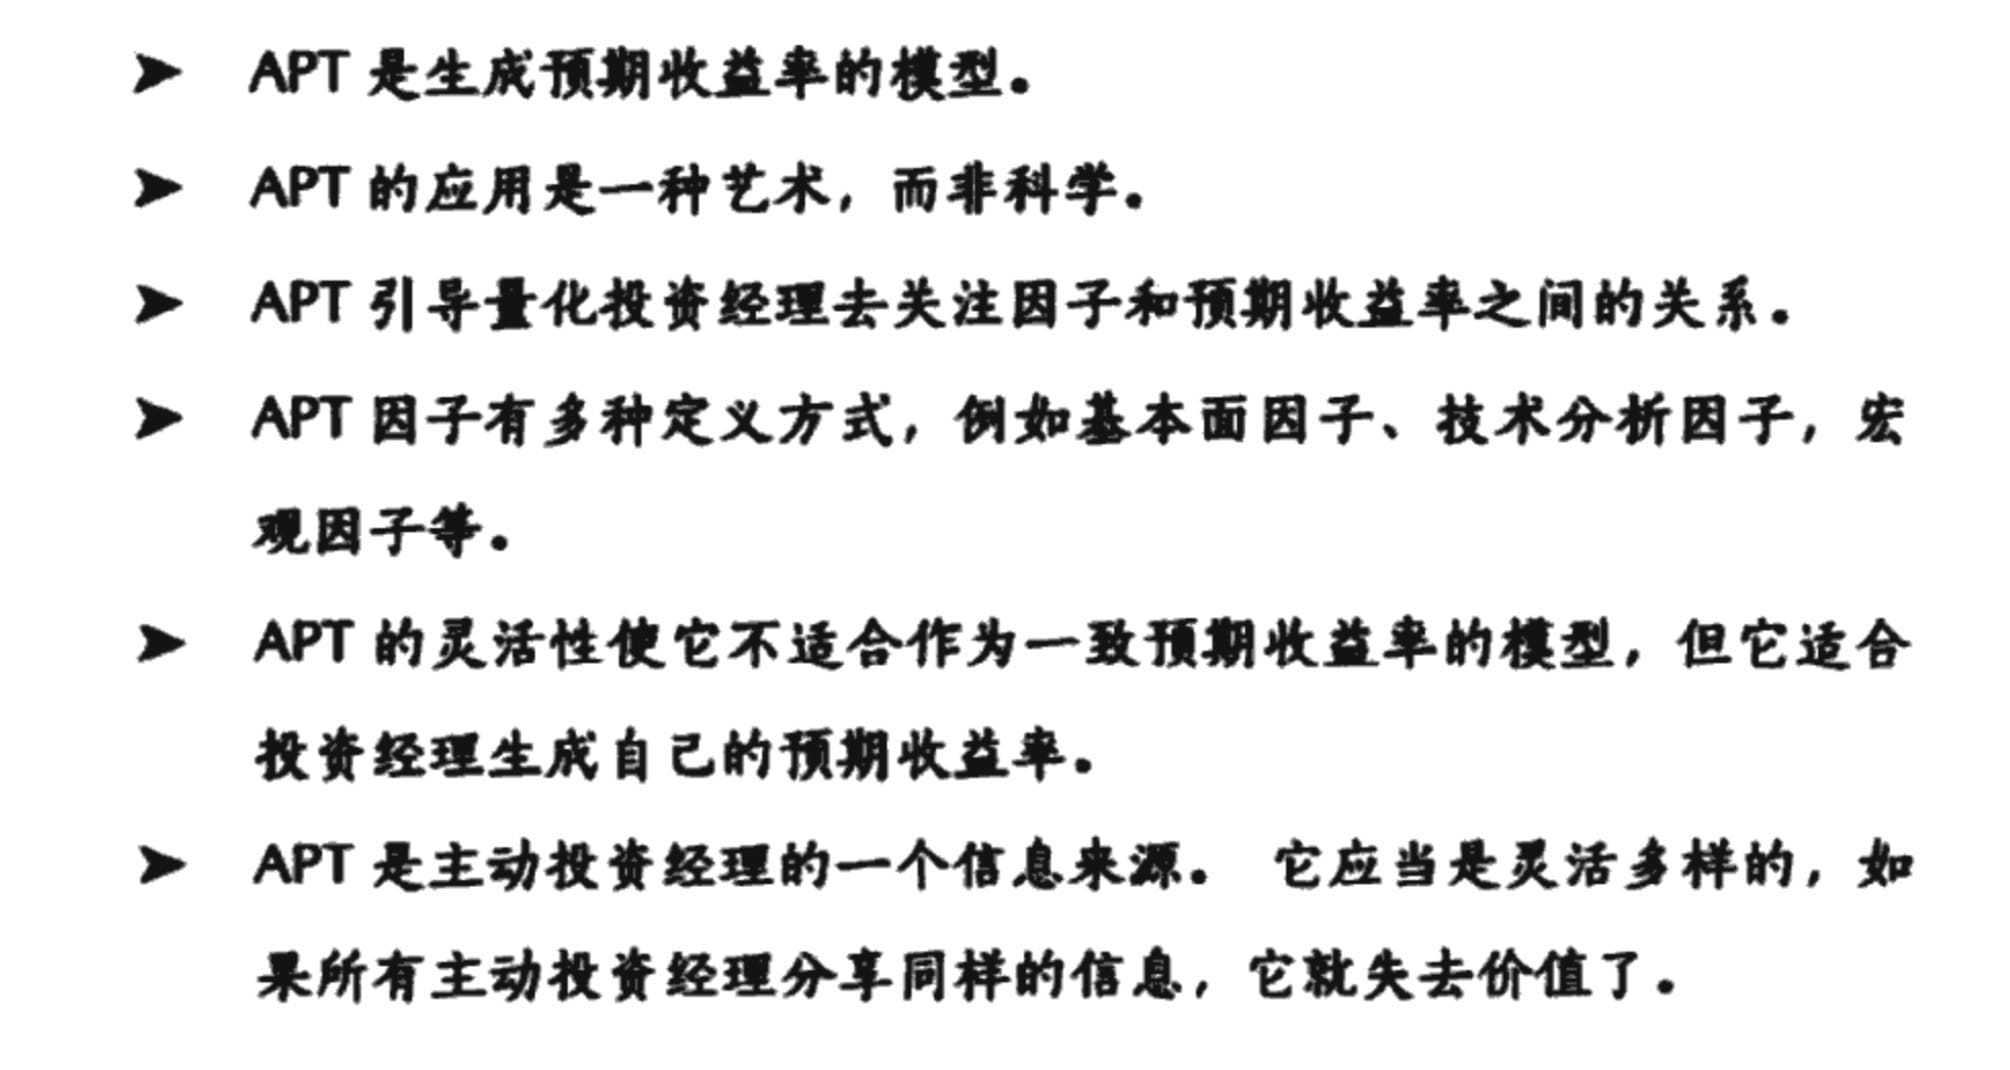 ➤ APT 是生成预期收益率的模型。
➤ APT 的应用是一种艺术，而非科学。
➤ APT 引导量化投资经理去关注因子和预期收益率之间的关系。
➤ APT 因子有多种定义方式，例如基本面因子、技术分析因子，宏
观因子等。
➤ APT 的灵活性使它不适合作为一致预期收益率的模型，但它适合
投资经理生成自己的预期收益率。
➤ APT 是主动投资经理的一个信息来源。 它应当是灵活多样的，如
果所有主动投资经理分享同样的信息，它就失去价值了。